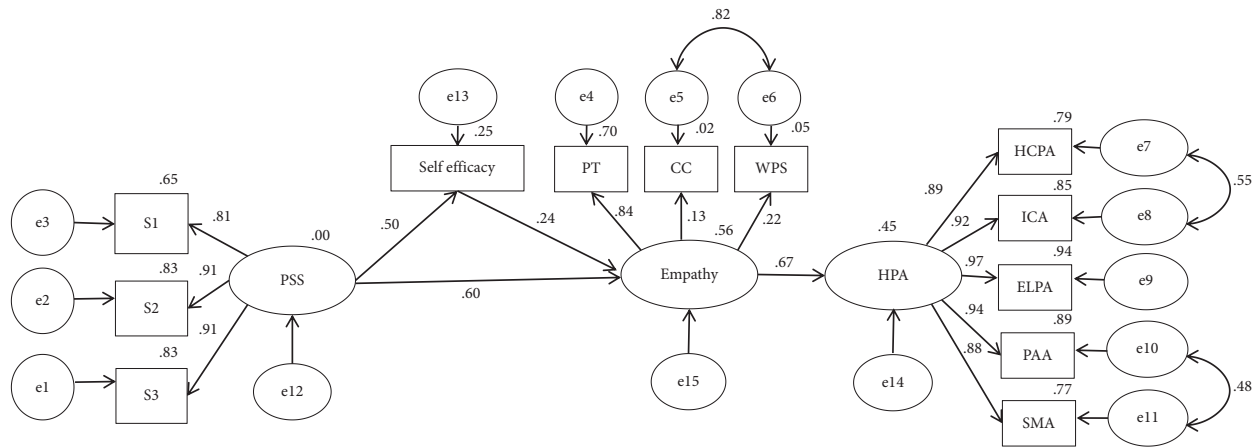 .82
e13
e4
e5
e6
.25
.70
.02
.05
Self efficacy
PT
CC
WPS
.79
HCPA
e7
.55
.89
.85
ICA
e8
.92
.65
e3
S1
.81
.00
.50
.24
.84
.13
.56
.22
.45
.83
.91
PSS
Empathy
.67
HPA
.97
.94
ELPA
e9
e2
S2
.60
.91
.94
.89
PAA
e10
.83
.88
e1
S3
e12
e15
e14
.48
.77
SMA
e11